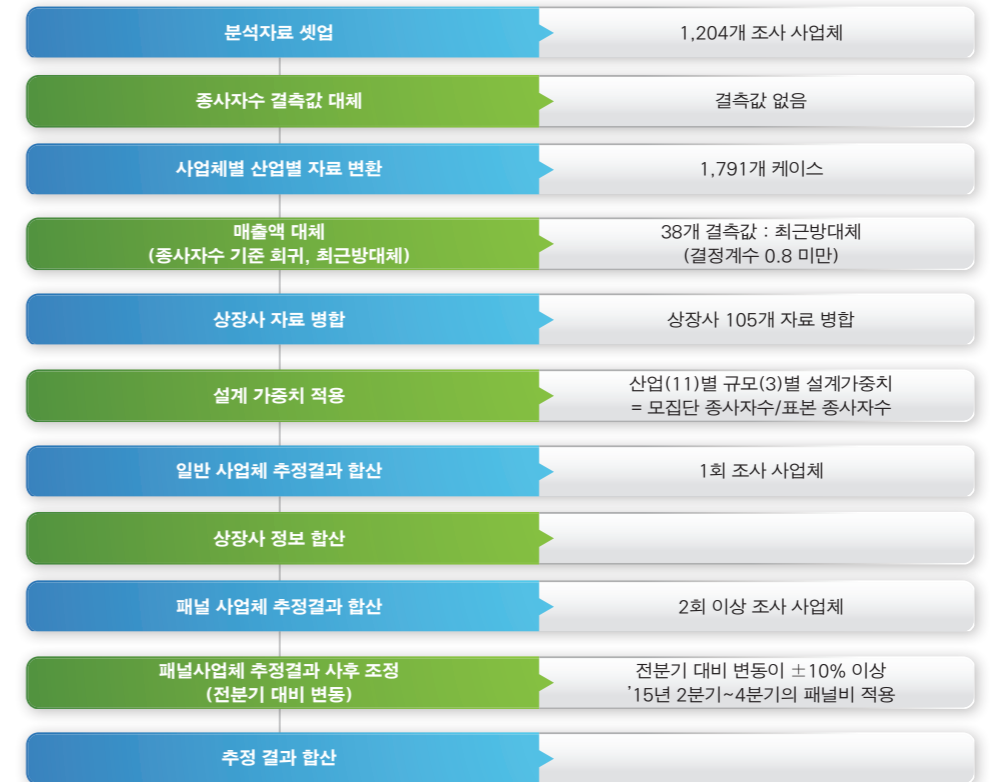 분석자료 셋업
1,204개 조사 사업체
종사자수 결측값 대체
결측값 없음
사업체별 산업별 자료 변환
1,791개 케이스
매출액 대체
(종사자수 기준 회귀, 최근방대체)
38개 결측값 : 최근방대체
(결정계수 0.8 미만)
상장사 자료 병합
상장사 105개 자료 병합
설계 가중치 적용
산업(11)별 규모(3)별 설계가중치
= 모집단 종사자수/표본 종사자수
일반 사업체 추정결과 합산
1회 조사 사업체
상장사 정보 합산
패널 사업체 추정결과 합산
2회 이상 조사 사업체
패널사업체 추정결과 사후 조정
(전분기 대비 변동)
전분기 대비 변동이 ±10% 이상
’15년 2분기~4분기의 패널비 적용
추정 결과 합산